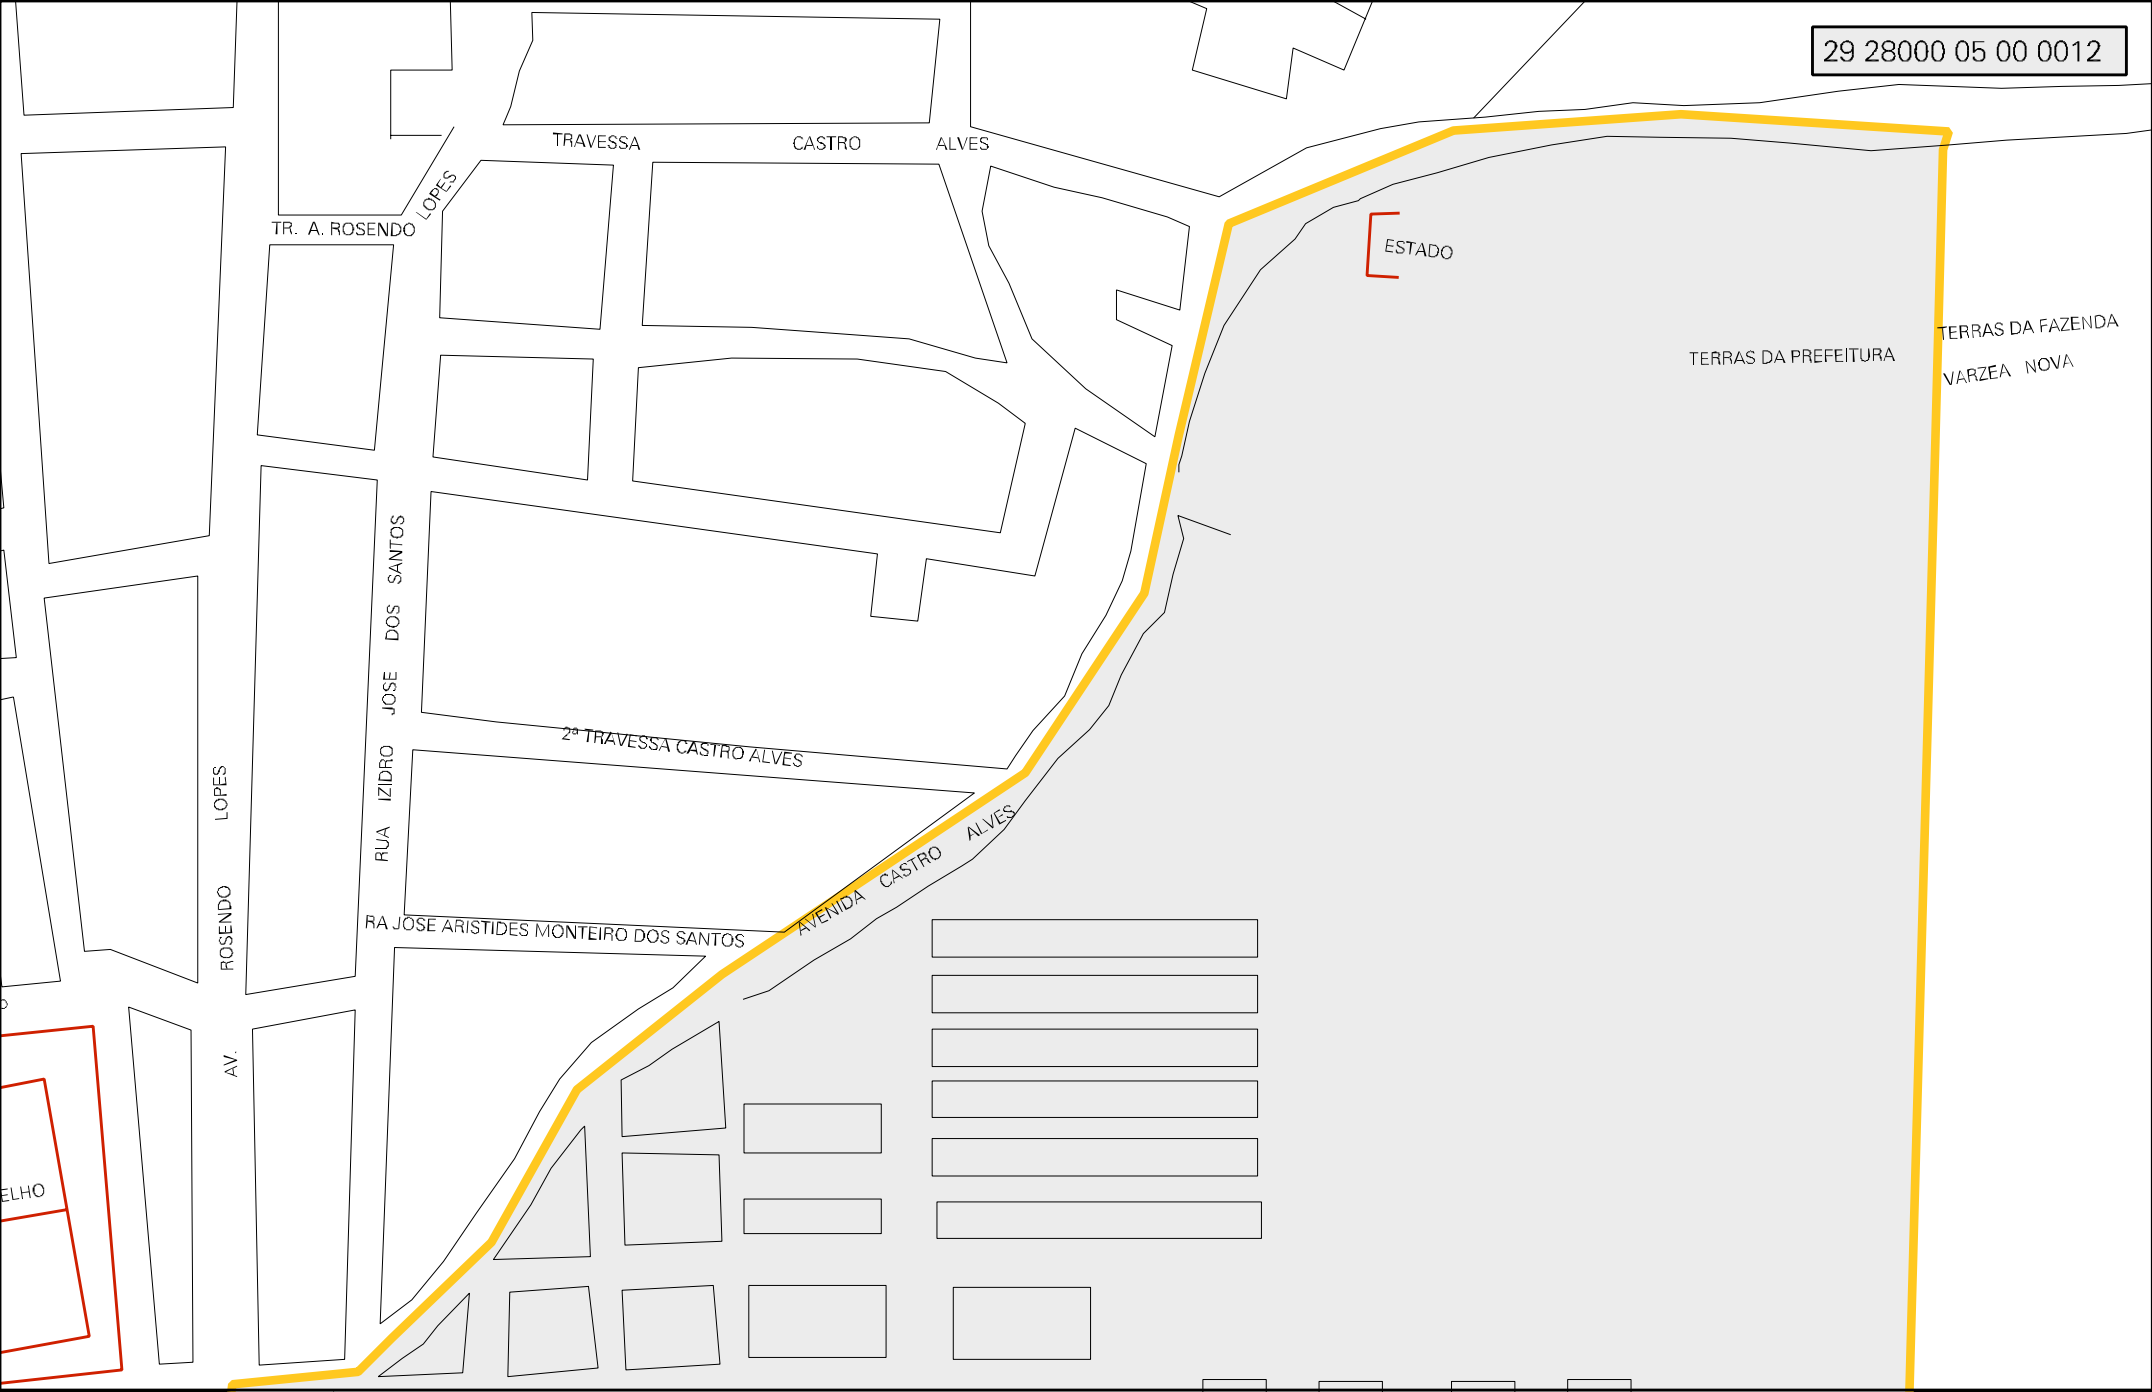 29 28000 05 00 0012
TRAVESSA CASTRO ALVES
LOPES
TR. A. ROSENDO
ESTADO
TERRAS DA PREFEITURA
TERRAS DA FAZENDA
VARZEA NOVA
RUA IZIDRO JOSE DOS SANTOS
2ª TRAVESSA CASTRO ALVES
AV. ROSENDO LOPES
AVENIDA CASTRO ALVES
RA JOSE ARISTIDES MONTEIRO DOS SANTOS
ELHO